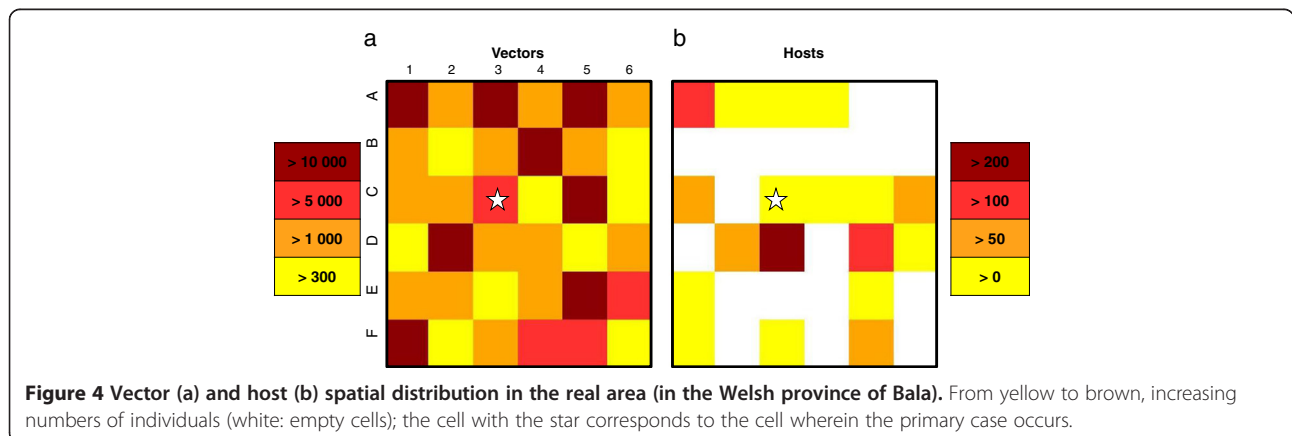 a
b
Vectors
Hosts
1 2 3 4 5 6
A
B
C
D
E
F
> 10 000
> 5 000
> 1 000
> 300
> 200
> 100
> 50
> 0
Figure 4 Vector (a) and host (b) spatial distribution in the real area (in the Welsh province of Bala). From yellow to brown, increasing
numbers of individuals (white: empty cells); the cell with the star corresponds to the cell wherein the primary case occurs.